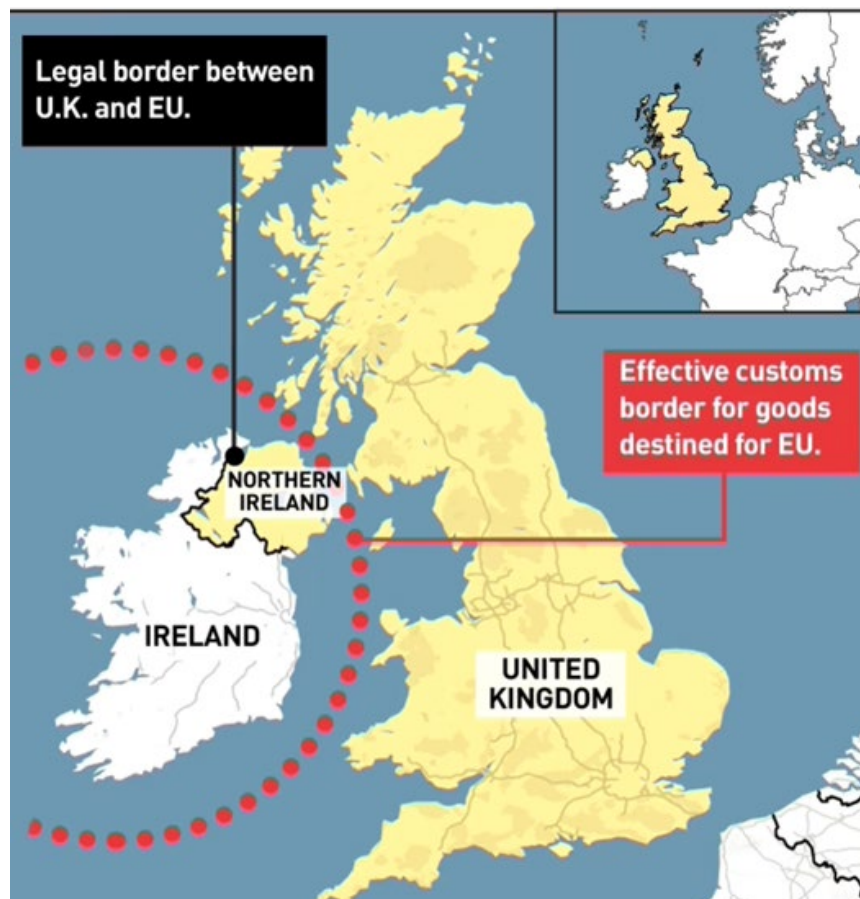 Legal border between
U.K. and EU.
Effective customs
border for goods
destined for EU.
NORTHERN
IRELAND
IRELAND
UNITED
KINGDOM